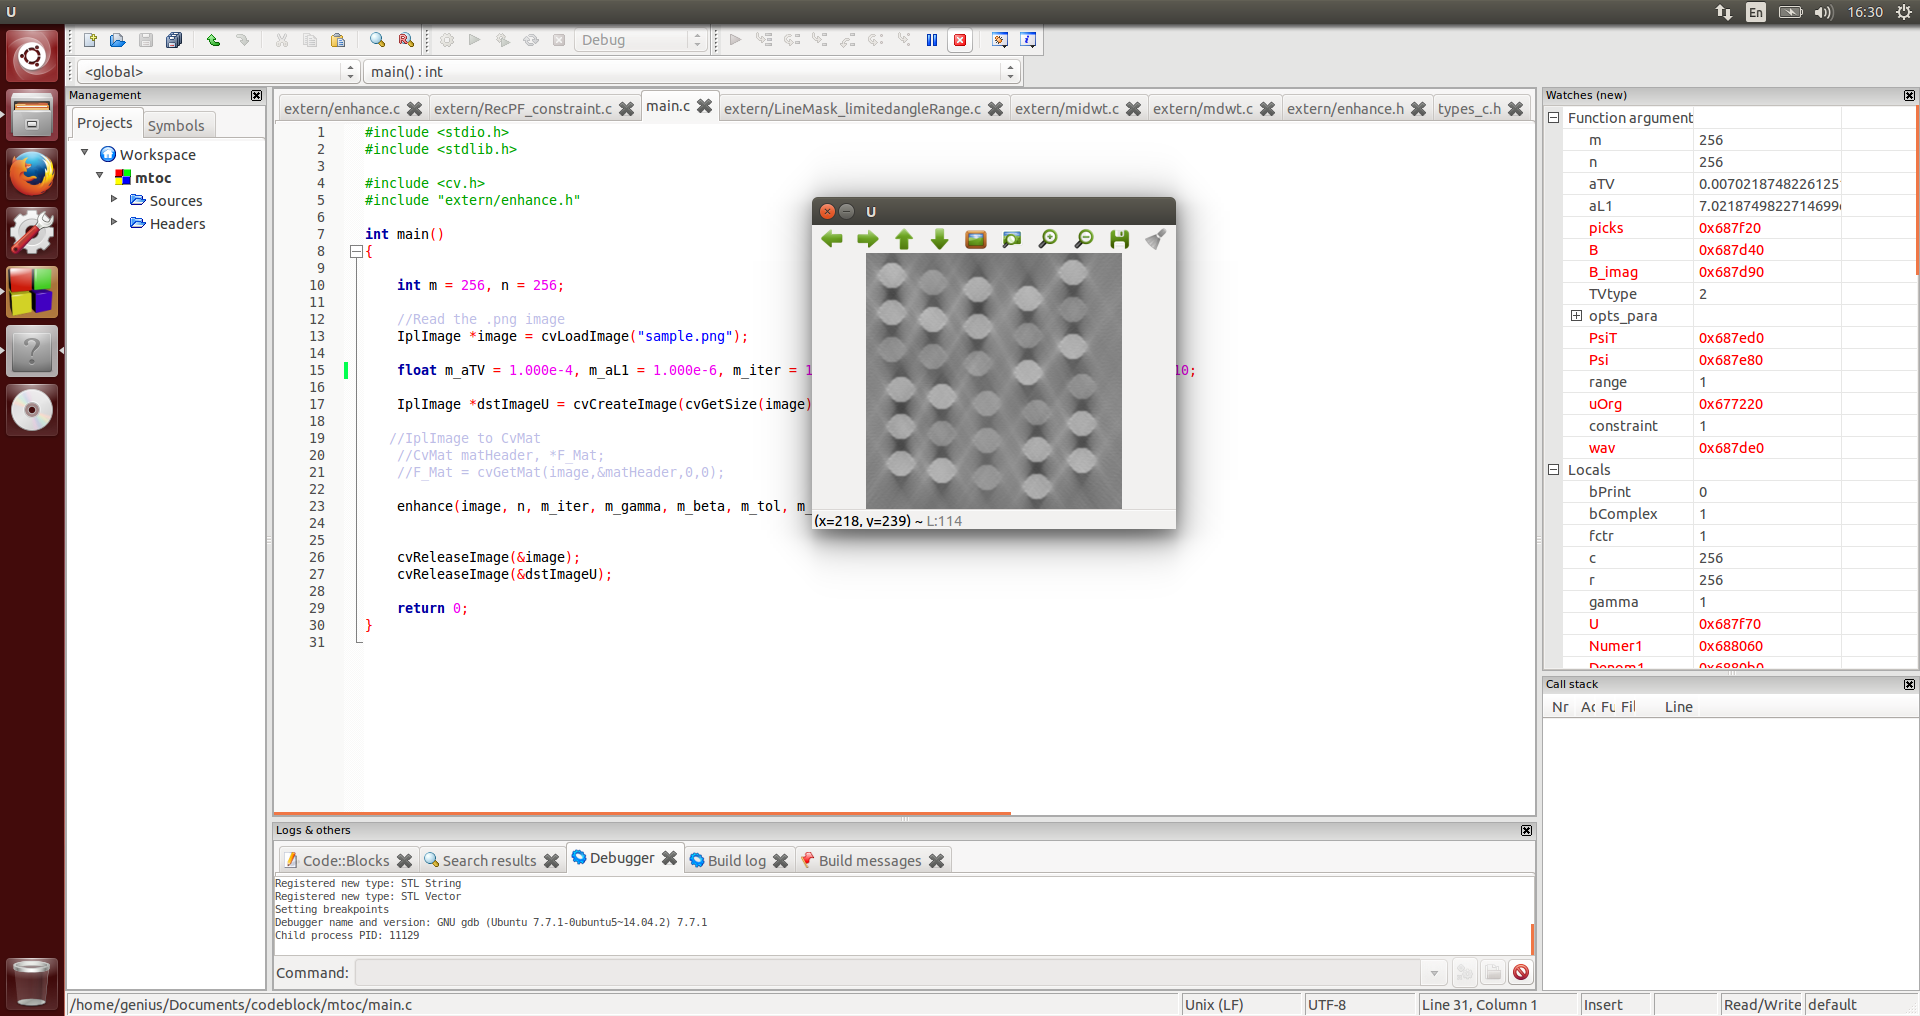 U
En
16:30
Debug
<global>
main() : int
Management
Projects
Symbols
Workspace
mtoc
Sources
Headers
extern/enhance.c
extern/RecPF_constraint.c
main.c
extern/LineMask_limitedangleRange.c
extern/midwt.c
extern/mdwt.c
extern/enhance.h
types_c.h
1 #include <stdio.h>
2 #include <stdlib.h>
3
4 #include <cv.h>
5 #include "extern/enhance.h"
6
7 int main()
8 {
9
10 int m = 256, n = 256;
11
12 //Read the .png image
13 IplImage *image = cvLoadImage("sample.png");
14
15 float m_aTV = 1.000e-4, m_aL1 = 1.000e-6, m_iter = 1 10;
16
17 IplImage *dstImageU = cvCreateImage(cvGetSize(image)
18
19 //IplImage to CvMat
20 //CvMat matHeader, *F_Mat;
21 //F_Mat = cvGetMat(image,&matHeader,0,0);
22
23 enhance(image, n, m_iter, m_gamma, m_beta, m_tol, m_
24
25
26 cvReleaseImage(&image);
27 cvReleaseImage(&dstImageU);
28
29 return 0;
30 }
31
U
(x=218, y=239) ~ L:114
Watches (new)
Function argument
m 256
n 256
aTV 0.0070218748226125
aL1 7.0218749822714699
picks 0x687f20
B 0x687d40
B_imag 0x687d90
TVtype 2
opts_para
PsiT 0x687ed0
Psi 0x687e80
range 1
uOrg 0x677220
constraint 1
wav 0x687de0
Locals
bPrint 0
bComplex 1
fctr 1
c 256
r 256
gamma 1
U 0x687f70
Numer1 0x688060
Denom1 0x6880b0
Call stack
Nr Ac Fu Fil Line
Logs & others
Code::Blocks
Search results
Debugger
Build log
Build messages
Registered new type: STL String
Registered new type: STL Vector
Setting breakpoints
Debugger name and version: GNU gdb (Ubuntu 7.7.1-0ubuntu5~14.04.2) 7.7.1
Child process PID: 11129
Command:
/home/genius/Documents/codeblock/mtoc/main.c
Unix (LF)
UTF-8
Line 31, Column 1
Insert
Read/Write
default